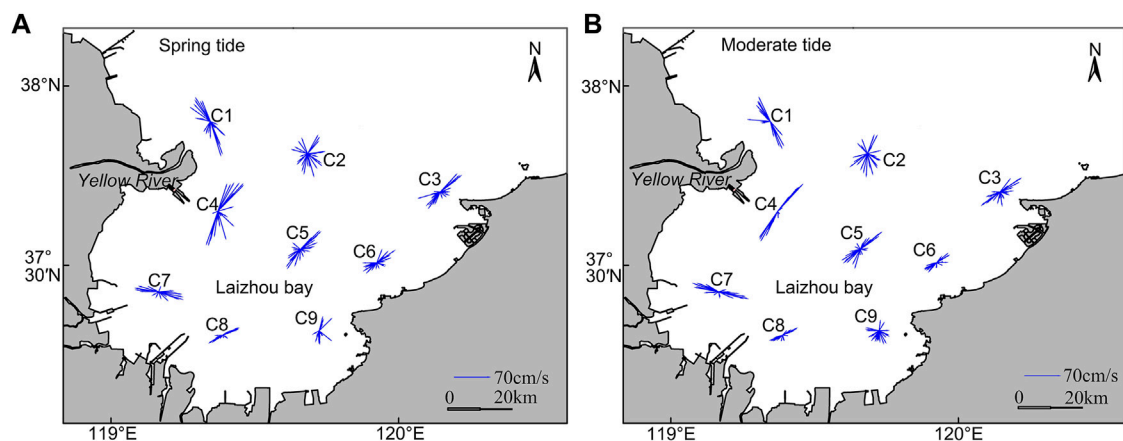 A
Spring tide
N
38°N
C1
C2
Yellow River
C3
C4
C5
C6
37°
30'N
C7
Laizhou bay
C8
C9
70cm/s
0
20km
119°E
120°E
B
Moderate tide
N
38°N
C1
C2
Yellow River
C3
C4
C5
C6
37°
30'N
C7
Laizhou bay
C8
C9
70cm/s
0
20km
119°E
120°E